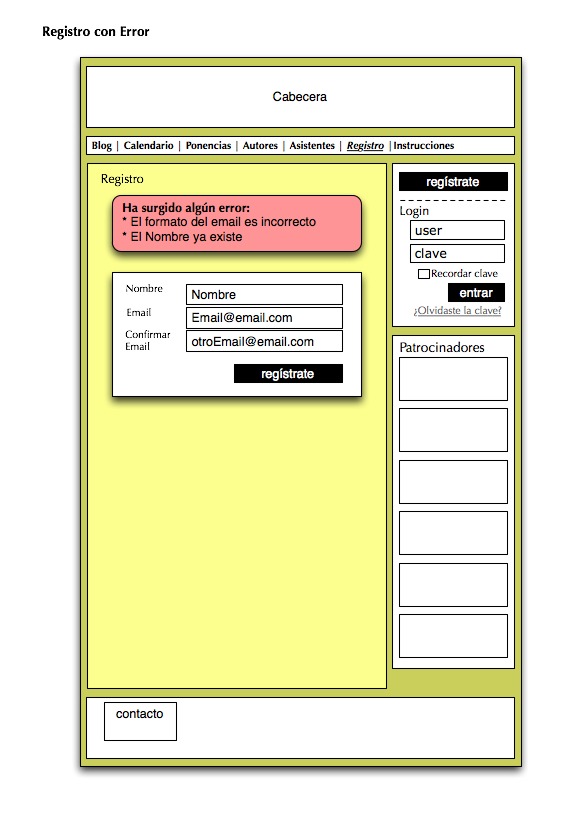 Registro con Error
Cabecera
Blog | Calendario | Ponencias | Autores | Asistentes | Registro | Instrucciones
Registro
Ha surgido algún error:
* El formato del email es incorrecto
* El Nombre ya existe
Nombre
Nombre
Email
Email@email.com
Confirmar
Email
otroEmail@email.com
regístrate
regístrate
Login
user
clave
Recordar clave
entrar
¿Olvidaste la clave?
Patrocinadores
contacto